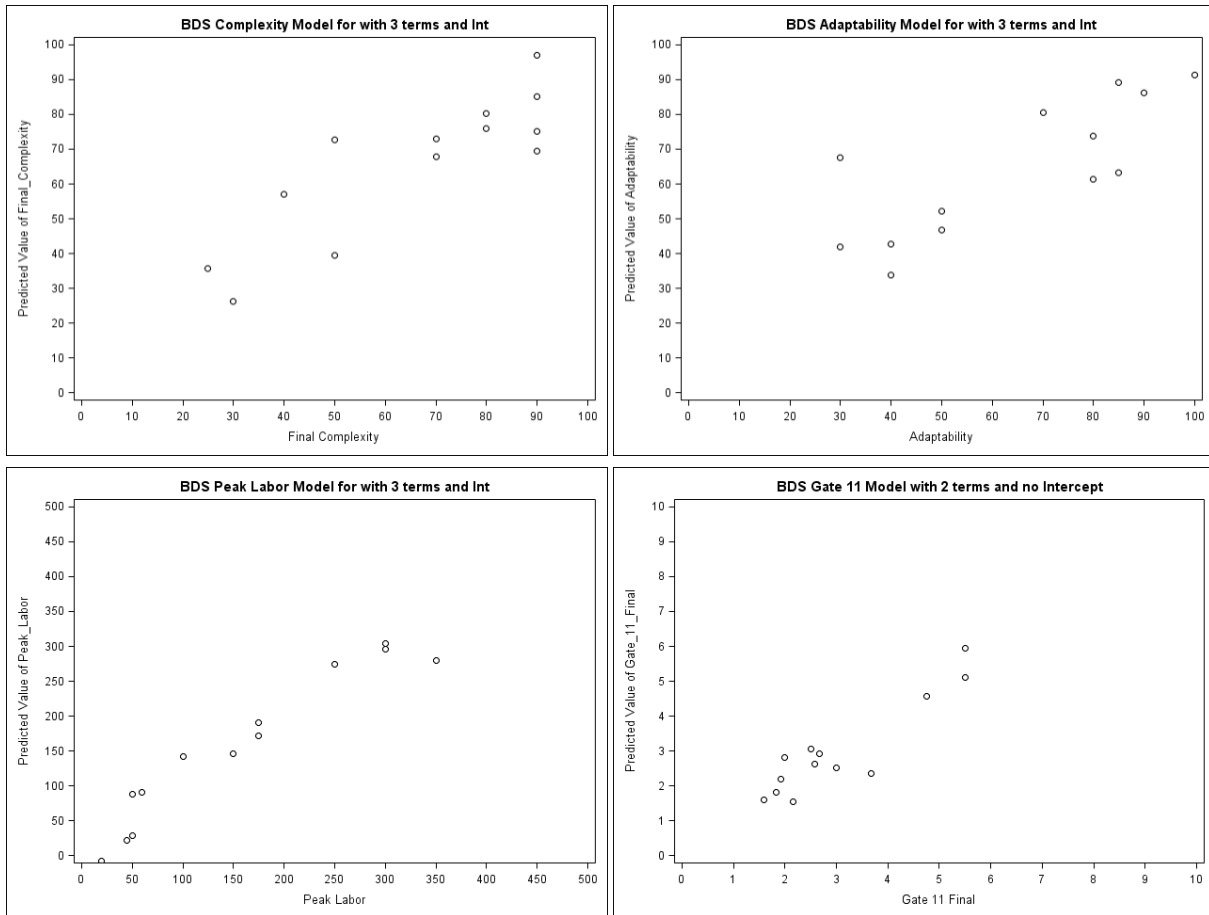 BDS Complexity Model for with 3 terms and Int
100
90
80
70
60
50
40
30
20
10
0
Predicted Value of Final_Complexity
0 10 20 30 40 50 60 70 80 90 100
Final Complexity
BDS Adaptability Model for with 3 terms and Int
100
90
80
70
60
50
40
30
20
10
0
Predicted Value of Adaptability
0 10 20 30 40 50 60 70 80 90 100
Adaptability
BDS Peak Labor Model for with 3 terms and Int
500
450
400
350
300
250
200
150
100
50
0
Predicted Value of Peak_Labor
0 50 100 150 200 250 300 350 400 450 500
Peak Labor
BDS Gate 11 Model with 2 terms and no Intercept
10
9
8
7
6
5
4
3
2
1
0
Predicted Value of Gate_11_Final
0 1 2 3 4 5 6 7 8 9 10
Gate 11 Final